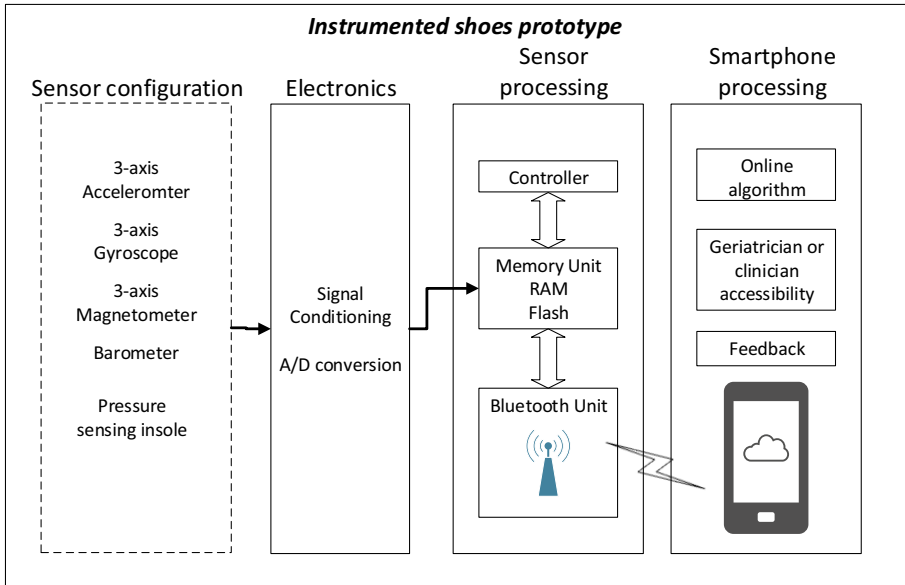 Instrumented shoes prototype
Sensor configuration
3-axis
Acceleromter
3-axis
Gyroscope
3-axis
Magnetometer
Barometer
Pressure
sensing insole
Electronics
Signal
Conditioning
A/D conversion
Sensor
processing
Controller
Memory Unit
RAM
Flash
Bluetooth Unit
Smartphone
processing
Online
algorithm
Geriatrician or
clinician
accessibility
Feedback